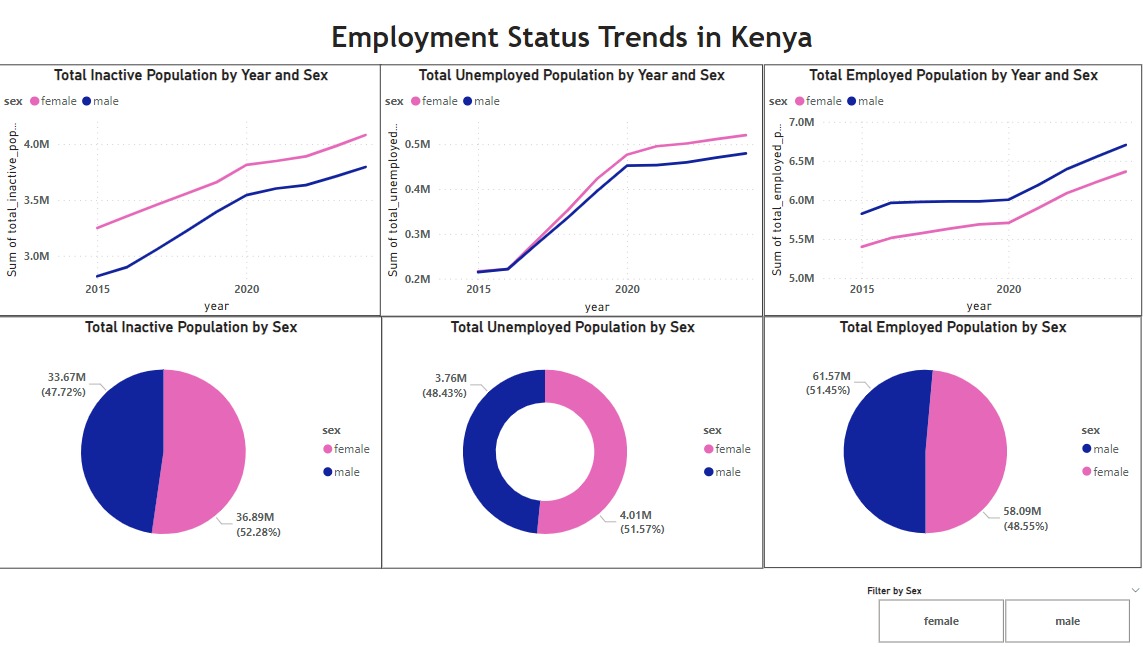 Employment Status Trends in Kenya
Total Inactive Population by Year and Sex
sex female male
Sum of total_inactive_pop...
4.0M
3.5M
3.0M
2015 2020
year
Total Unemployed Population by Year and Sex
sex female male
Sum of total_unemployed...
0.5M
0.4M
0.3M
0.2M
2015 2020
year
Total Employed Population by Year and Sex
sex female male
Sum of total_employed_p...
7.0M
6.5M
6.0M
5.5M
5.0M
2015 2020
year
Total Inactive Population by Sex
33.67M
(47.72%)
36.89M
(52.28%)
sex
female
male
Total Unemployed Population by Sex
3.76M
(48.43%)
4.01M
(51.57%)
sex
female
male
Total Employed Population by Sex
61.57M
(51.45%)
58.09M
(48.55%)
sex
male
female
Filter by Sex
female
male